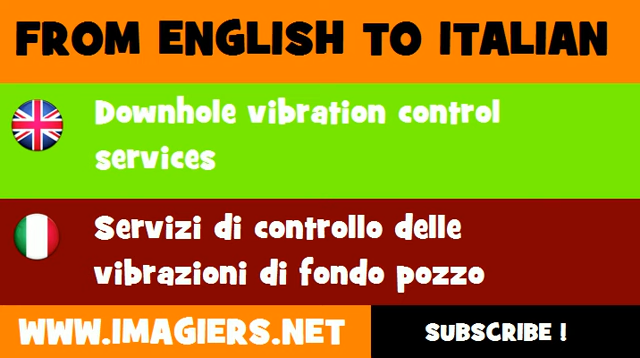 FROM ENGLISH TO ITALIAN
Downhole vibration control
services
Servizi di controllo delle
vibrazioni di fondo pozzo
WWW.IMAGIERS.NET
SUBSCRIBE !